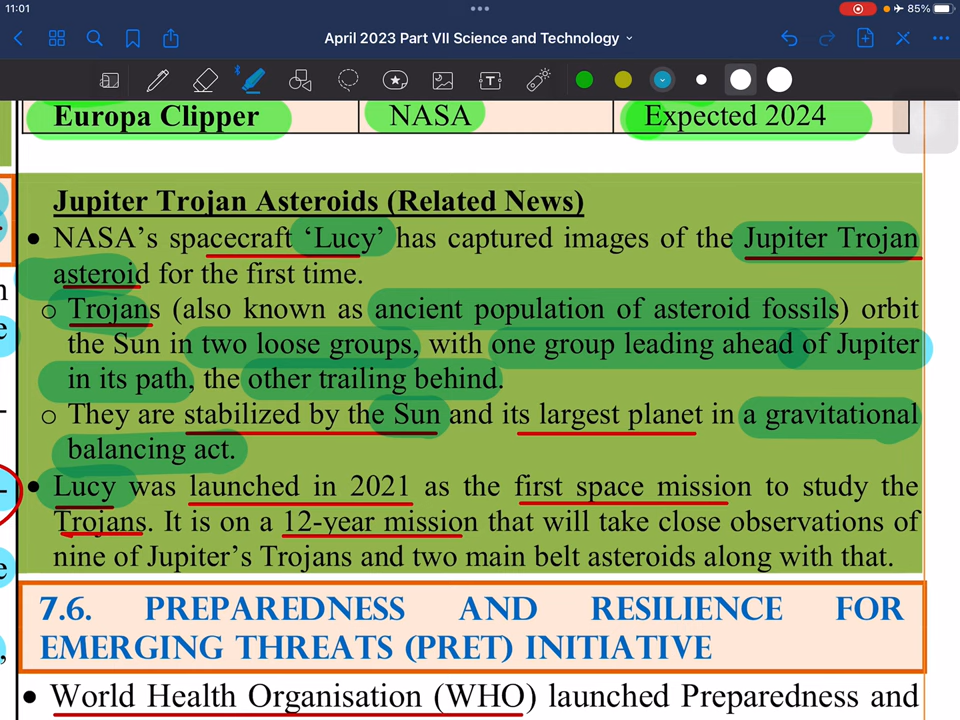 11:01
85%
April 2023 Part VII Science and Technology
Europa Clipper NASA Expected 2024
Jupiter Trojan Asteroids (Related News)
• NASA’s spacecraft ‘Lucy’ has captured images of the Jupiter Trojan
asteroid for the first time.
o Trojans (also known as ancient population of asteroid fossils) orbit
the Sun in two loose groups, with one group leading ahead of Jupiter
in its path, the other trailing behind.
o They are stabilized by the Sun and its largest planet in a gravitational
balancing act.
• Lucy was launched in 2021 as the first space mission to study the
Trojans. It is on a 12-year mission that will take close observations of
nine of Jupiter’s Trojans and two main belt asteroids along with that.
7.6. PREPAREDNESS AND RESILIENCE FOR
EMERGING THREATS (PRET) INITIATIVE
• World Health Organisation (WHO) launched Preparedness and